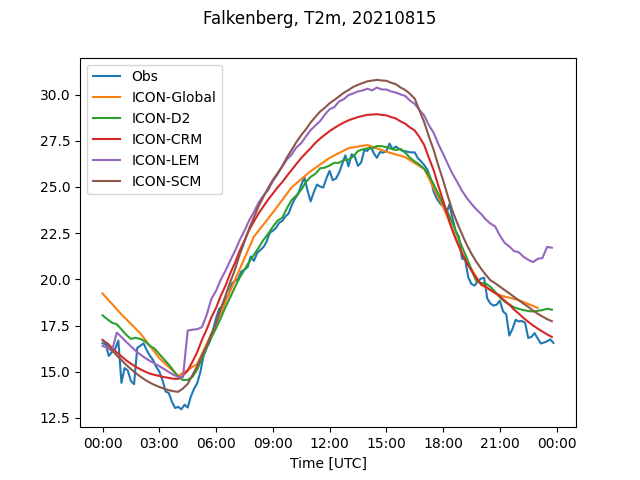 Falkenberg, T2m, 20210815
Obs
ICON-Global
ICON-D2
ICON-CRM
ICON-LEM
ICON-SCM
30.0
27.5
25.0
22.5
20.0
17.5
15.0
12.5
00:00 03:00 06:00 09:00 12:00 15:00 18:00 21:00 00:00
Time [UTC]